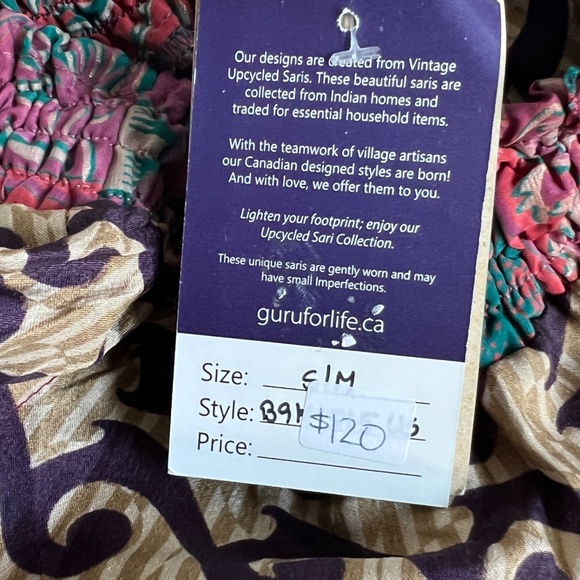 Our designs are created from Vintage
Upcycled Saris. These beautiful saris are
collected from Indian homes and
traded for essential household items.
With the teamwork of village artisans
our Canadian designed styles are born!
And with love, we offer them to you.
Lighten your footprint; enjoy our
Upcycled Sari Collection.
These unique saris are gently worn and may
have small Imperfections.
guruforlife.ca
Size: S/M
Style:
$120
Price: